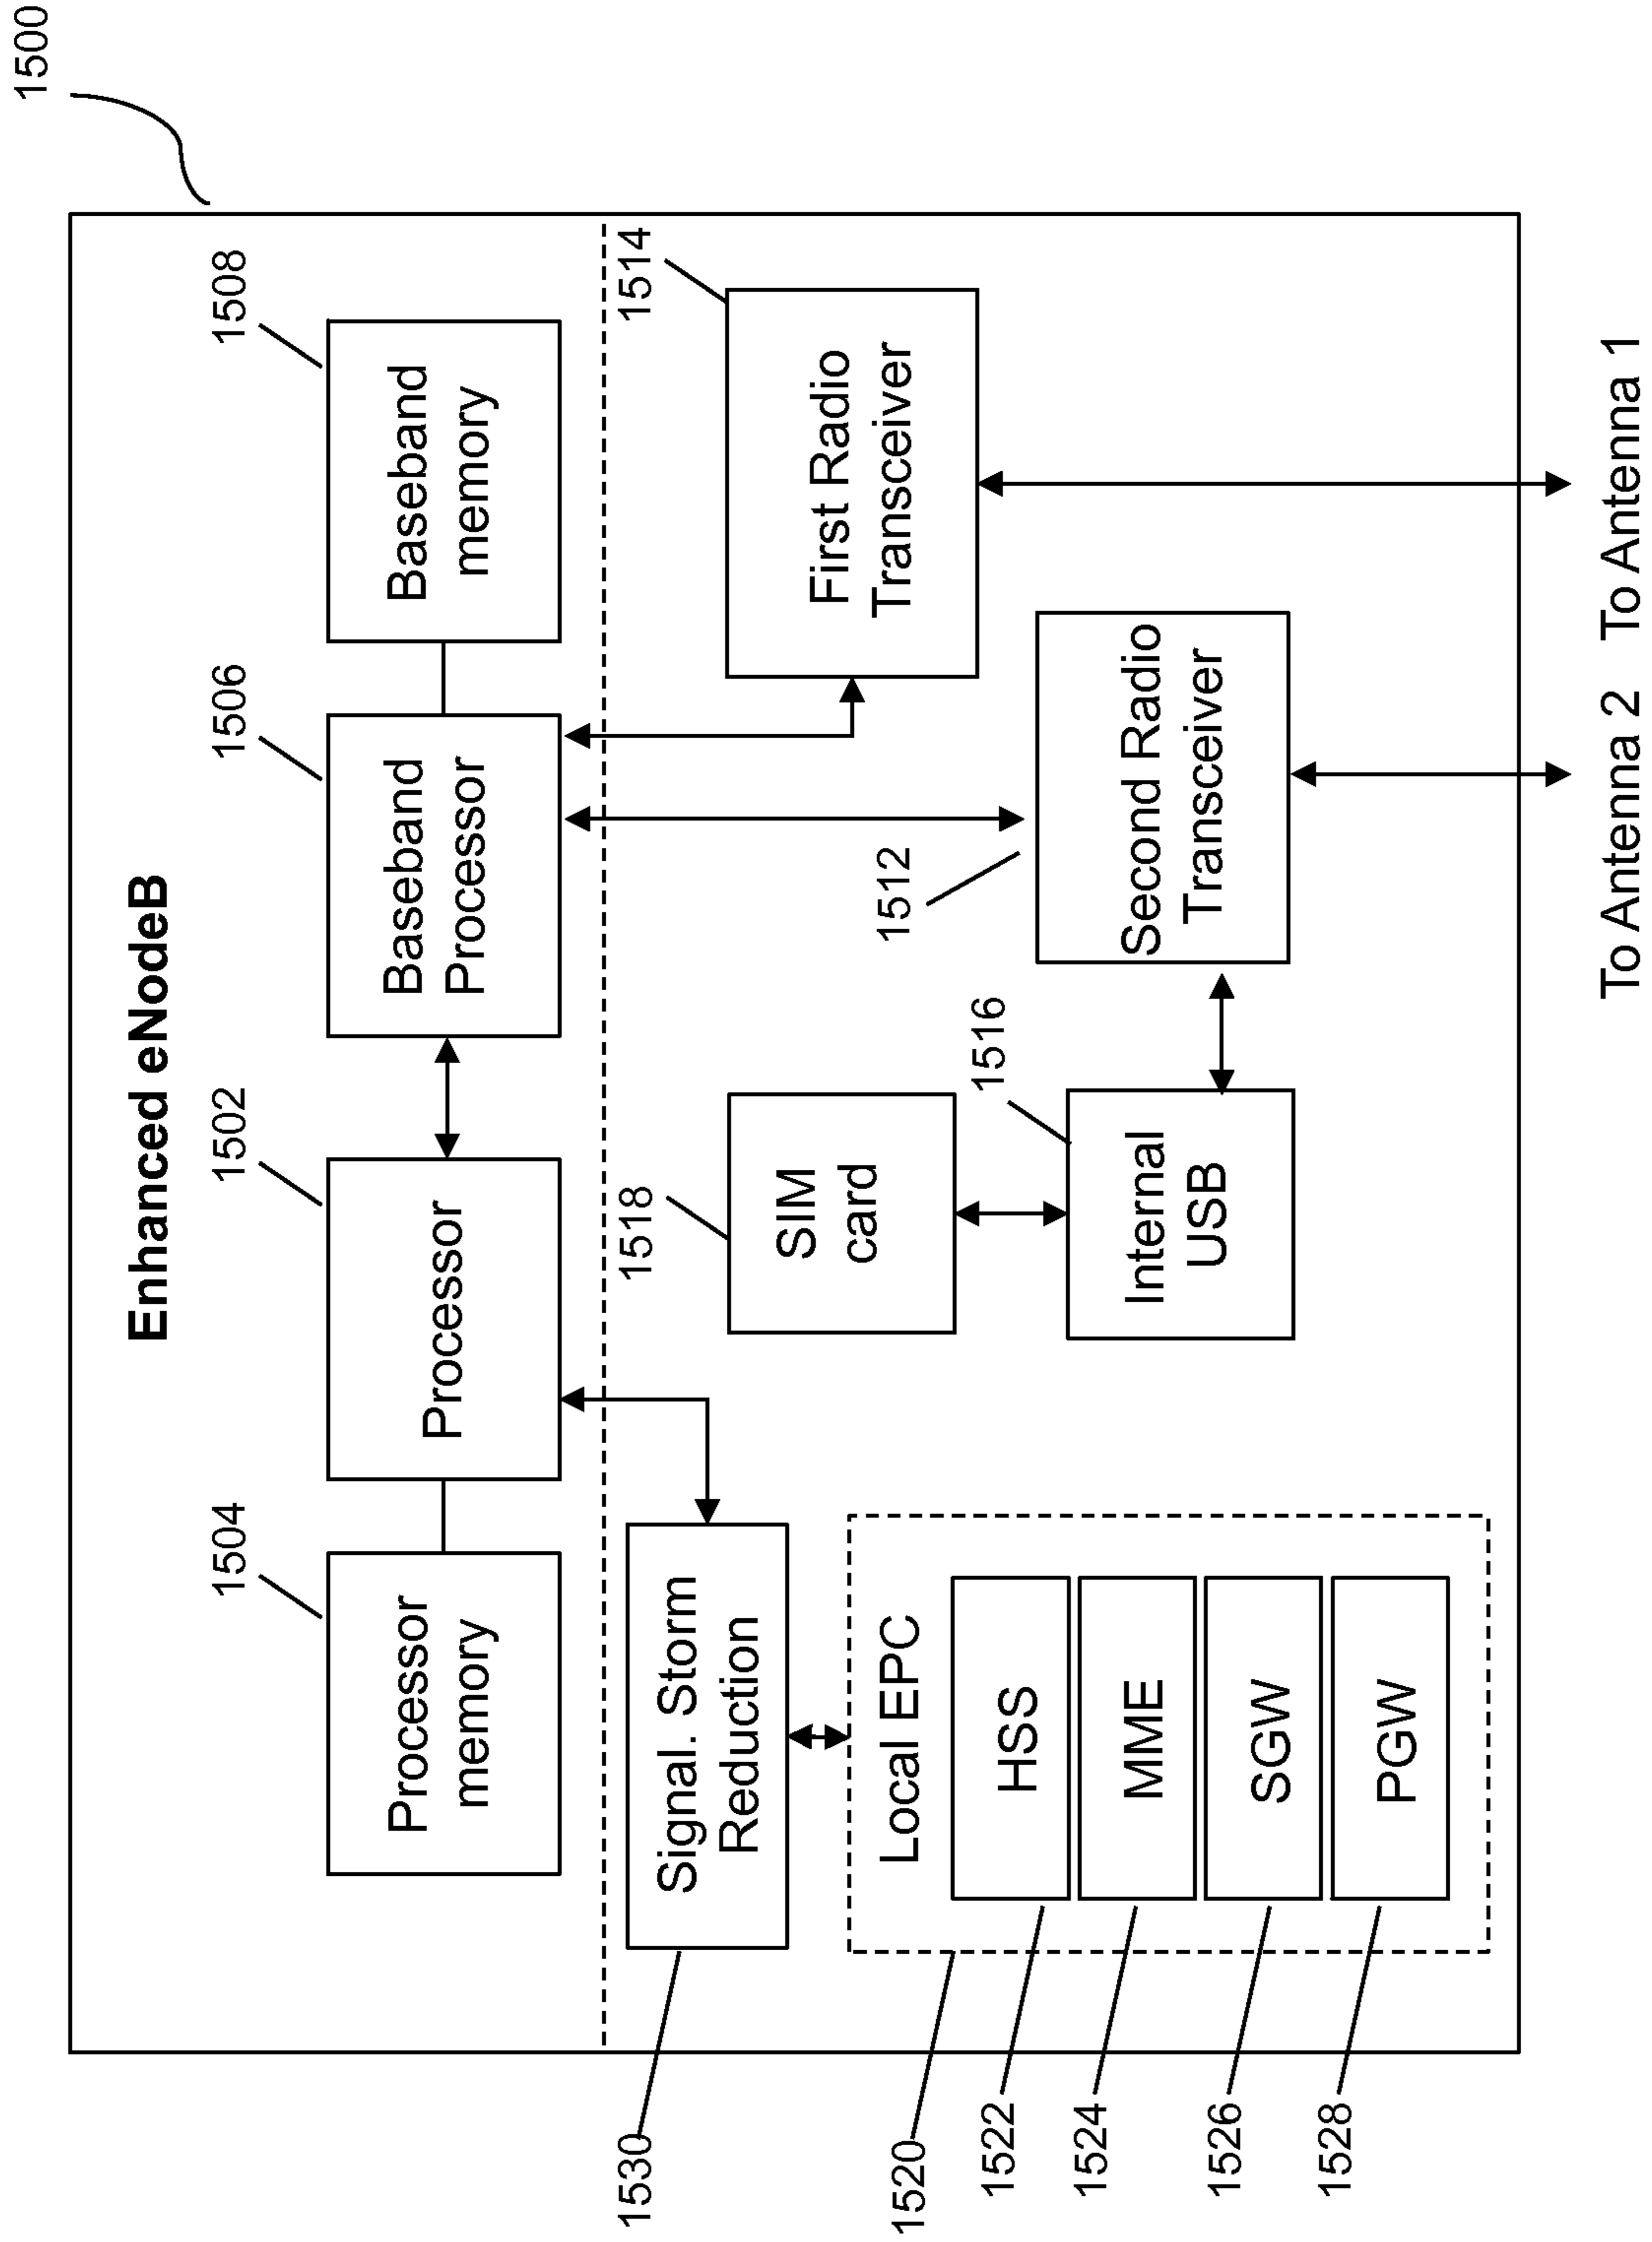 1500
Enhanced eNodeB
1504
1502
1506
1508
Processor
memory
Processor
Baseband
Processor
Baseband
memory
1530
Signal. Storm
Reduction
1518
SIM
card
1514
First Radio
Transceiver
1520
Local EPC
1522
HSS
1524
MME
1526
SGW
1528
PGW
1516
Internal
USB
1512
Second Radio
Transceiver
To Antenna 2
To Antenna 1